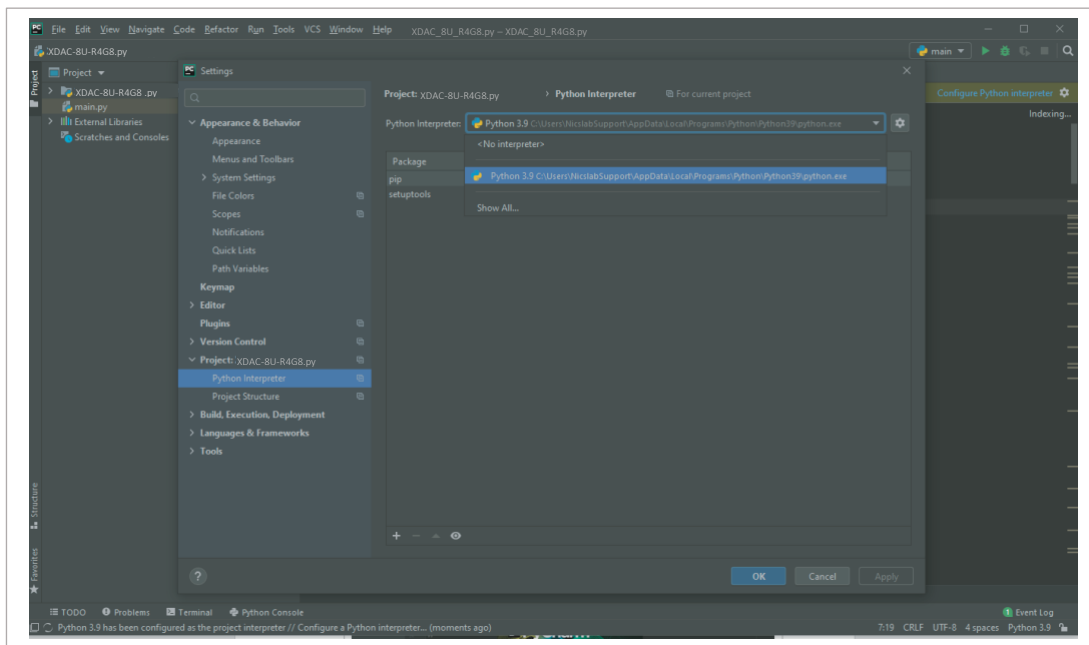 PC File Edit View Navigate Code Refactor Run Tools VCS Window Help XDAC_8U_R4G8.py – XDAC_8U_R4G8.py
XDAC-8U-R4G8.py
main
Project
Project
XDAC-8U-R4G8 .py
main.py
External Libraries
Scratches and Consoles
Structure
Favorites
PC Settings
Appearance & Behavior
Appearance
Menus and Toolbars
System Settings
File Colors
Scopes
Notifications
Quick Lists
Path Variables
Keymap
Editor
Plugins
Version Control
Project: XDAC-8U-R4G8.py
Python Interpreter
Project Structure
Build, Execution, Deployment
Languages & Frameworks
Tools
Project: XDAC-8U-R4G8.py › Python Interpreter For current project
Python Interpreter: Python 3.9 C:\Users\NicslabSupport\AppData\Local\Programs\Python\Python39\python.exe
<No interpreter>
Python 3.9 C:\Users\NicslabSupport\AppData\Local\Programs\Python\Python39\python.exe
Show All...
Package
pip
setuptools
?
OK Cancel Apply
Configure Python interpreter
Indexing...
TODO Problems Terminal Python Console
1 Event Log
Python 3.9 has been configured as the project interpreter // Configure a Python interpreter... (moments ago)
7:19 CRLF UTF-8 4 spaces Python 3.9